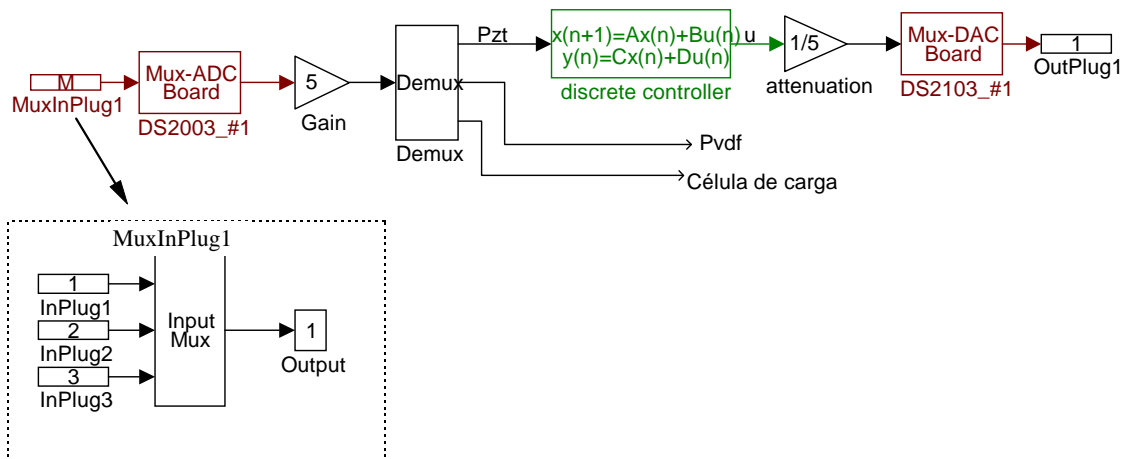 M
MuxInPlug1
Mux-ADC
Board
DS2003_#1
5
Gain
Demux
Demux
Pzt
x(n+1)=Ax(n)+Bu(n)
y(n)=Cx(n)+Du(n)
discrete controller
u
1/5
attenuation
Mux-DAC
Board
DS2103_#1
1
OutPlug1
Pvdf
Célula de carga
MuxInPlug1
1
InPlug1
2
InPlug2
3
InPlug3
Input
Mux
1
Output